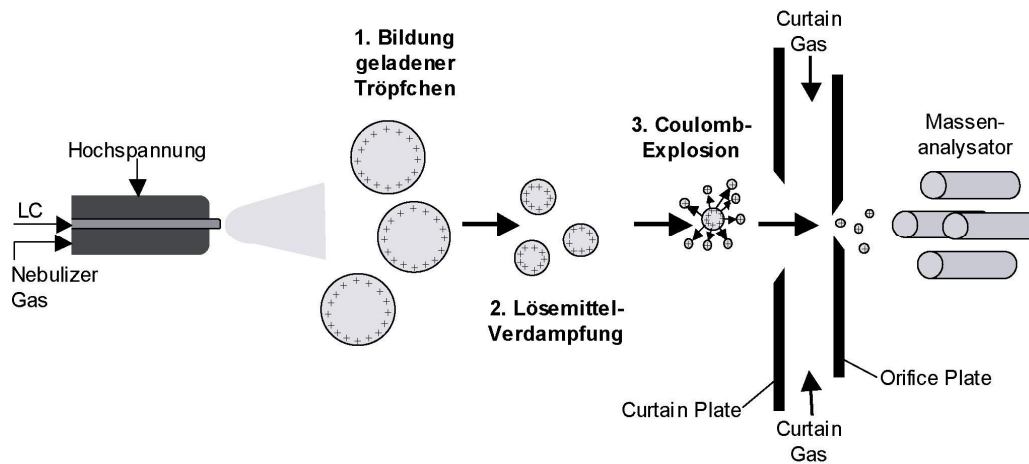 1. Bildung
geladener
Tröpfchen
Curtain
Gas
3. Coulomb-
Explosion
Massen-
analysator
Hochspannung
LC
Nebulizer
Gas
2. Lösemittel-
Verdampfung
Orifice Plate
Curtain Plate
Curtain
Gas